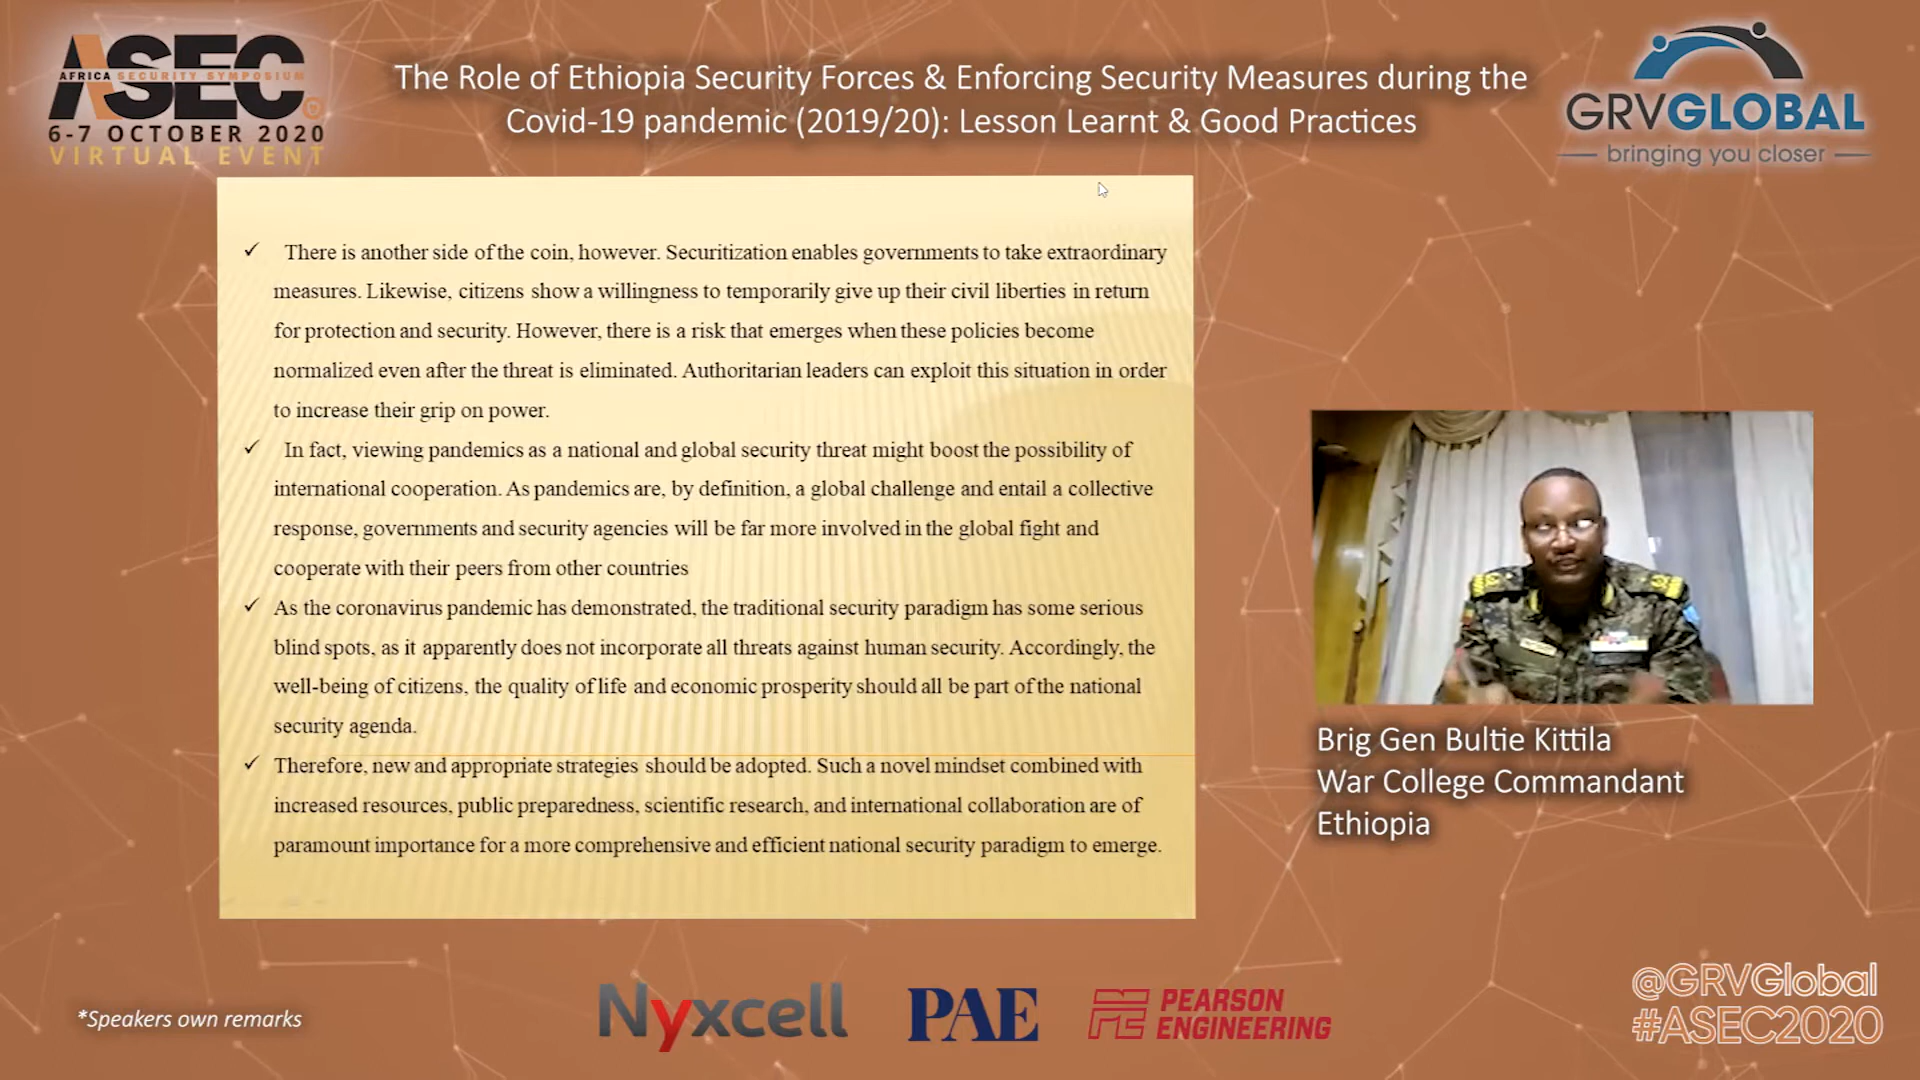 ASEC
AFRICA SECURITY SYMPOSIUM
6-7 OCTOBER 2020
VIRTUAL EVENT
The Role of Ethiopia Security Forces & Enforcing Security Measures during the
Covid-19 pandemic (2019/20): Lesson Learnt & Good Practices
GRVGLOBAL
bringing you closer
✓ There is another side of the coin, however. Securitization enables governments to take extraordinary
measures. Likewise, citizens show a willingness to temporarily give up their civil liberties in return
for protection and security. However, there is a risk that emerges when these policies become
normalized even after the threat is eliminated. Authoritarian leaders can exploit this situation in order
to increase their grip on power.
✓ In fact, viewing pandemics as a national and global security threat might boost the possibility of
international cooperation. As pandemics are, by definition, a global challenge and entail a collective
response, governments and security agencies will be far more involved in the global fight and
cooperate with their peers from other countries
✓ As the coronavirus pandemic has demonstrated, the traditional security paradigm has some serious
blind spots, as it apparently does not incorporate all threats against human security. Accordingly, the
well-being of citizens, the quality of life and economic prosperity should all be part of the national
security agenda.
✓ Therefore, new and appropriate strategies should be adopted. Such a novel mindset combined with
increased resources, public preparedness, scientific research, and international collaboration are of
paramount importance for a more comprehensive and efficient national security paradigm to emerge.
Brig Gen Bultie Kittila
War College Commandant
Ethiopia
*Speakers own remarks
Nyxcell
PAE
PEARSON
ENGINEERING
@GRVGlobal
#ASEC2020